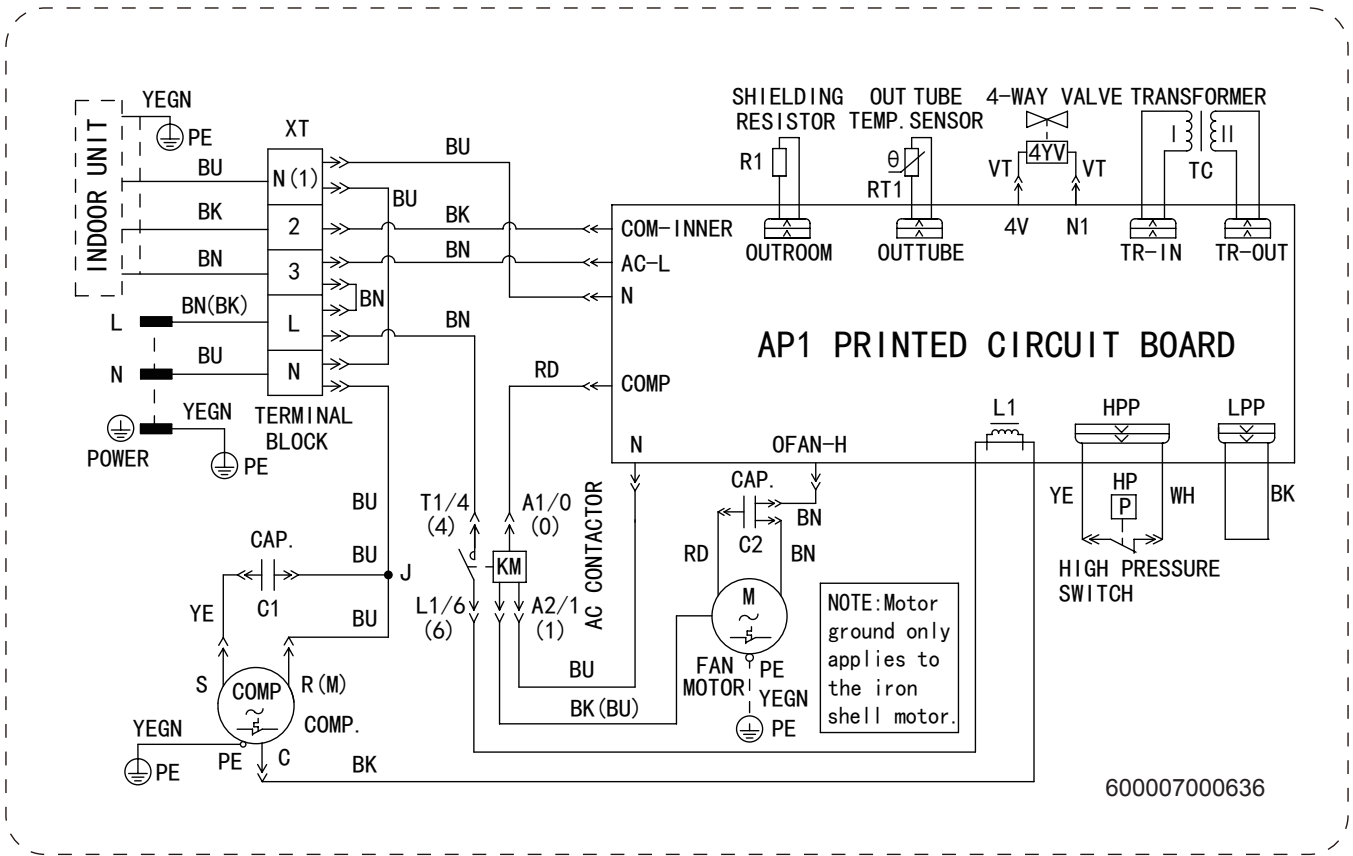 SHIELDING RESISTOR
OUT TUBE TEMP. SENSOR
4-WAY VALVE
TRANSFORMER
YEGN
PE
XT
INDOOR UNIT
BU
BK
BN
N(1)
2
3
L
N
BU
BU
BK
BN
BN
BN
R1
θ
RT1
VT
4YV
VT
I
II
TC
OUTROOM
OUTTUBE
4V
N1
TR-IN
TR-OUT
COM-INNER
AC-L
N
AP1 PRINTED CIRCUIT BOARD
L
BN(BK)
N
BU
YEGN
POWER
PE
TERMINAL BLOCK
RD
COMP
N
OFAN-H
L1
HPP
LPP
BU
T1/4
(4)
A1/0
(0)
AC CONTACTOR
CAP.
C2
BN
RD
BN
YE
HP
P
WH
BK
HIGH PRESSURE
SWITCH
CAP.
C1
BU
J
YE
BU
KM
L1/6
(6)
A2/1
(1)
M
~
FAN MOTOR
PE
YEGN
PE
NOTE:Motor
ground only
applies to
the iron
shell motor.
BU
BK(BU)
S
COMP
~
R(M)
COMP.
YEGN
PE
PE
C
BK
600007000636